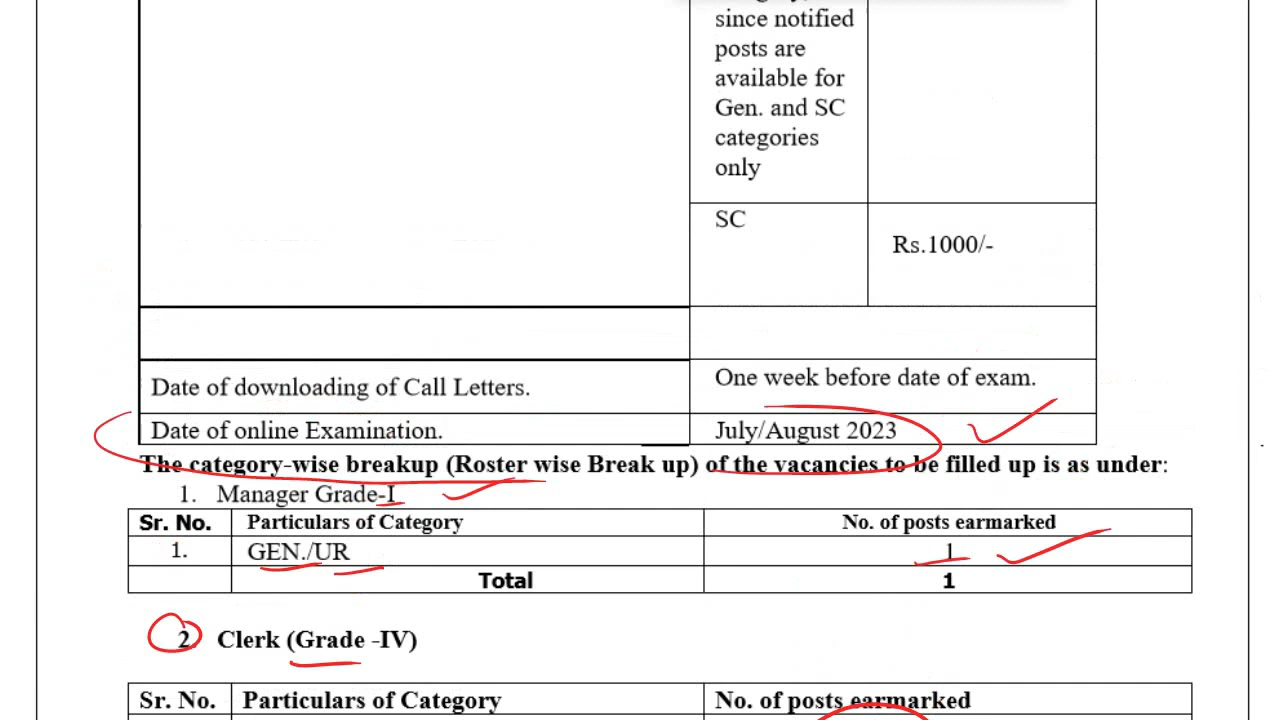 since notified
posts are
available for
Gen. and SC
categories
only
SC
Rs.1000/-
Date of downloading of Call Letters.
One week before date of exam.
Date of online Examination.
July/August 2023
The category-wise breakup (Roster wise Break up) of the vacancies to be filled up is as under:
1. Manager Grade-I
Sr. No. Particulars of Category No. of posts earmarked
1. GEN./UR 1
Total 1
2 Clerk (Grade -IV)
Sr. No. Particulars of Category No. of posts earmarked